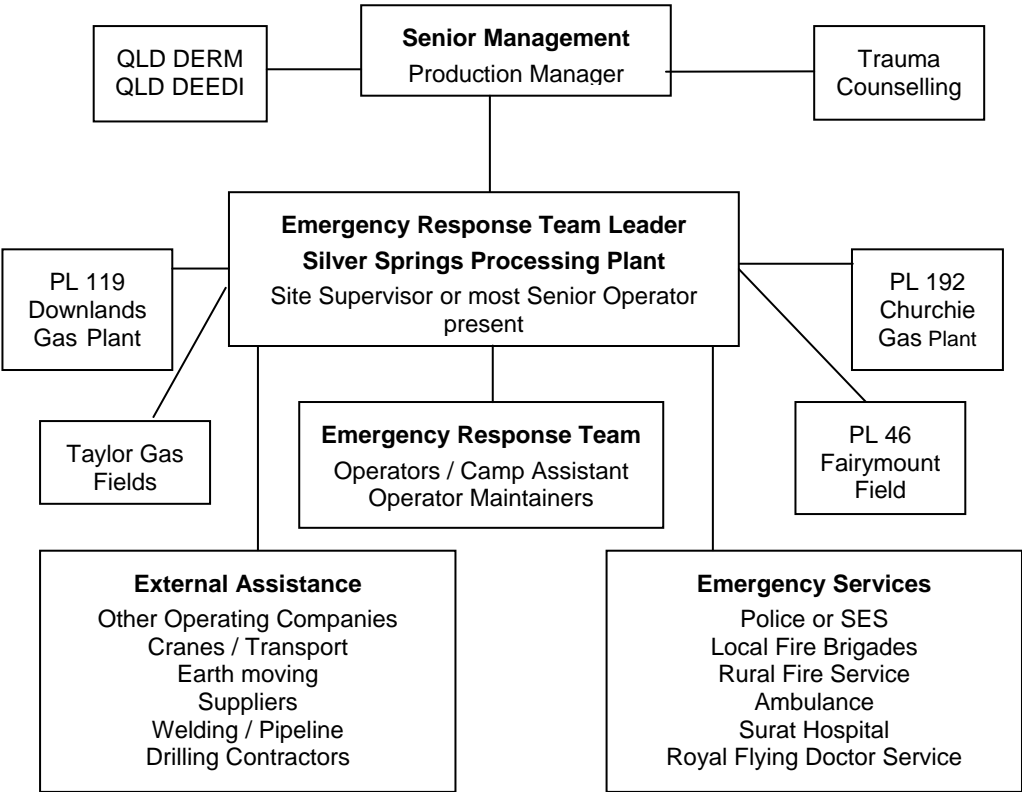 QLD DERM
QLD DEEDI
Senior Management
Production Manager
Trauma
Counselling
Emergency Response Team Leader
Silver Springs Processing Plant
Site Supervisor or most Senior Operator
present
PL 119
Downlands
Gas Plant
PL 192
Churchie
Gas Plant
Taylor Gas
Fields
Emergency Response Team
Operators / Camp Assistant
Operator Maintainers
PL 46
Fairymount
Field
External Assistance
Other Operating Companies
Cranes / Transport
Earth moving
Suppliers
Welding / Pipeline
Drilling Contractors
Emergency Services
Police or SES
Local Fire Brigades
Rural Fire Service
Ambulance
Surat Hospital
Royal Flying Doctor Service